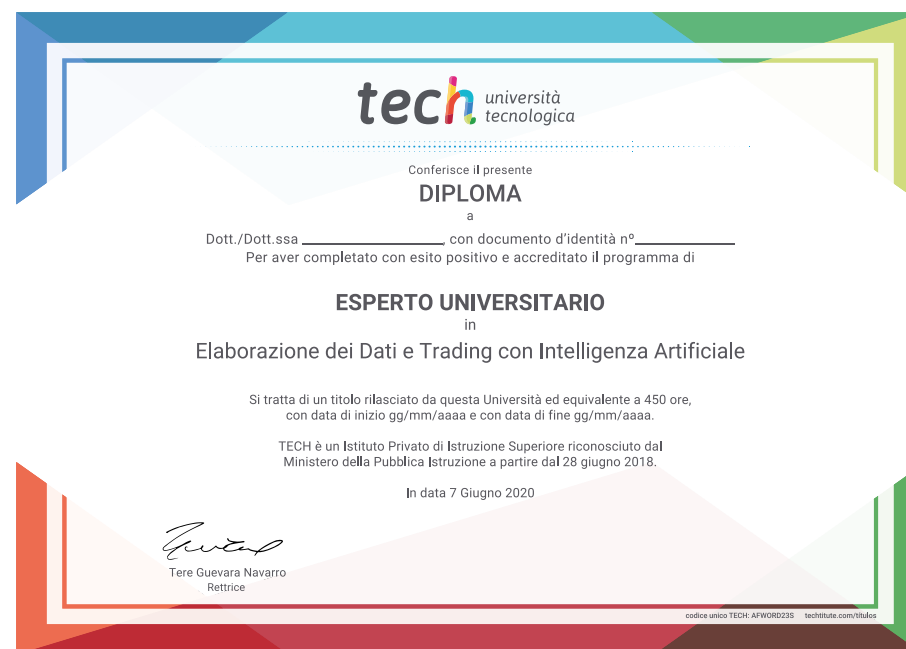 tech università
tecnologica
Conferisce il presente
DIPLOMA
a
Dott./Dott.ssa ____________________, con documento d'identità nº______________
Per aver completato con esito positivo e accreditato il programma di
ESPERTO UNIVERSITARIO
in
Elaborazione dei Dati e Trading con Intelligenza Artificiale
Si tratta di un titolo rilasciato da questa Università ed equivalente a 450 ore,
con data di inizio gg/mm/aaaa e con data di fine gg/mm/aaaa.
TECH è un Istituto Privato di Istruzione Superiore riconosciuto dal
Ministero della Pubblica Istruzione a partire dal 28 giugno 2018.
In data 7 Giugno 2020
Tere Guevara Navarro
Rettrice
codice unico TECH: AFWORD23S techtitute.com/titulos